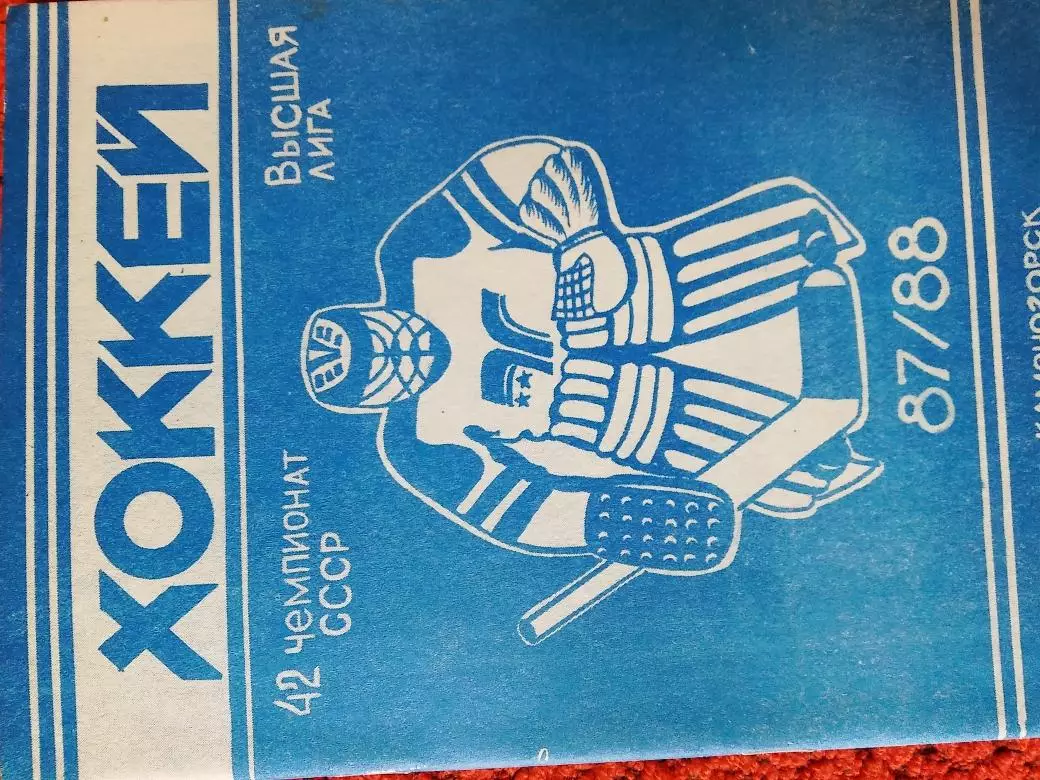 ХОККЕЙ
42 чемпионат
СССР
Высшая
лига
87/88